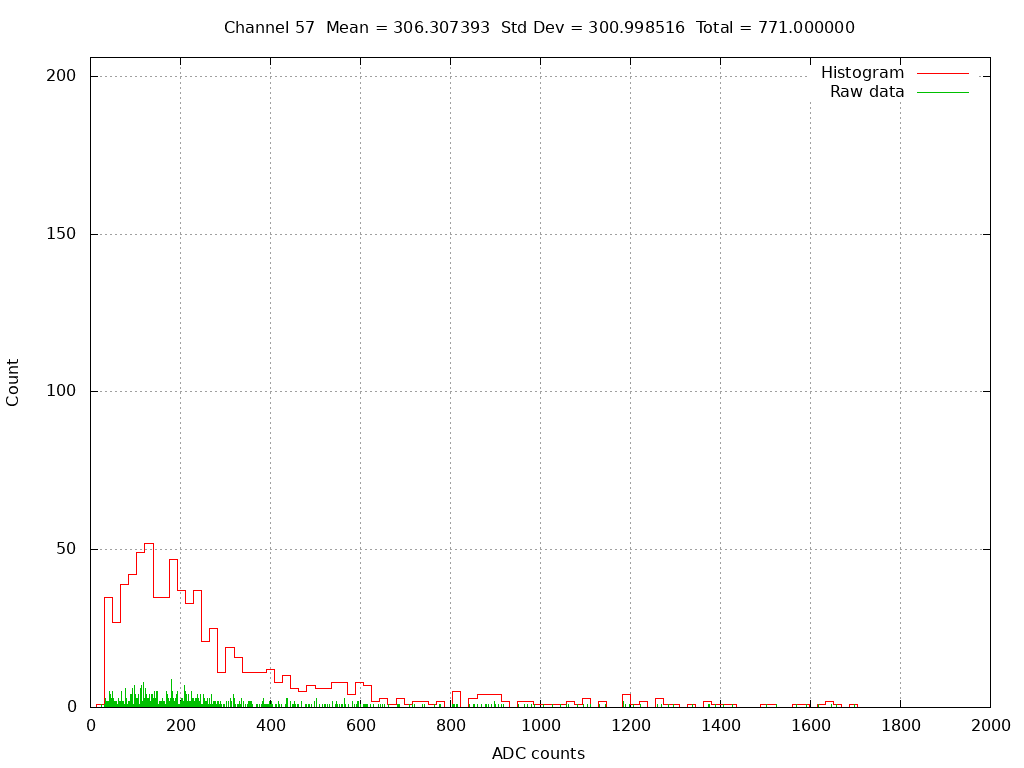 Channel 57  Mean = 306.307393  Std Dev = 300.998516  Total = 771.000000
Histogram
Raw data
200
150
100
50
0
Count
0 200 400 600 800 1000 1200 1400 1600 1800 2000
ADC counts